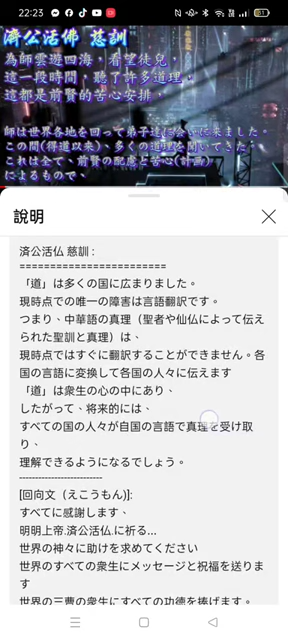 22:23
濟公活佛 慈訓
為師雲遊四海，看望徒兒，
這一段時間，聽了許多道理，
這都是前賢的苦心安排，
師は世界各地を回って弟子達に会いに来ました。
この間(得道以来)、多くの道理を聞いてきた。
これは全て、前賢の配慮と苦心(計画)
によるもので、
說明
済公活仏 慈訓 :
========================
「道」は多くの国に広まりました。
現時点での唯一の障害は言語翻訳です。
つまり、中華語の真理（聖者や仙仏によって伝え
られた聖訓と真理）は、
現時点ではすぐに翻訳することができません。各
国の言語に変換して各国の人々に伝えます
「道」は衆生の心の中にあり、
したがって、将来的には、
すべての国の人々が自国の言語で真理を受け取
り、
理解できるようになるでしょう。
--------------------------
[回向文（えこうもん)]:
すべてに感謝します、
明明上帝.済公活仏.に祈る...
世界の神々に助けを求めてください
世界のすべての衆生にメッセージと祝福を送りま
す
世界の三曹の衆生にすべての功徳を捧げます。